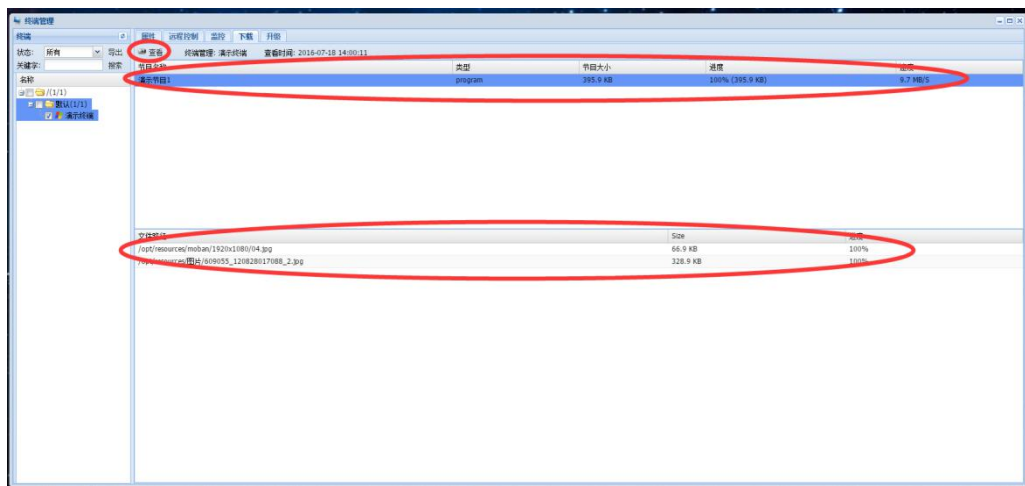 终端管理
终端
属性 远程控制 监控 下载 升级
状态: 所有 导出
查看 终端管理: 演示终端 查看时间: 2016-07-18 14:00:11
关键字: 搜索
节目名称 类型 节目大小 进度 速度
名称
演示节目1 program 395.9 KB 100% (395.9 KB) 9.7 MB/S
/(1/1)
默认(1/1)
演示终端
文件路径 Size 进度
/opt/resources/moban/1920x1080/04.jpg 66.9 KB 100%
/opt/resources/图片/609055_120828017088_2.jpg 328.9 KB 100%